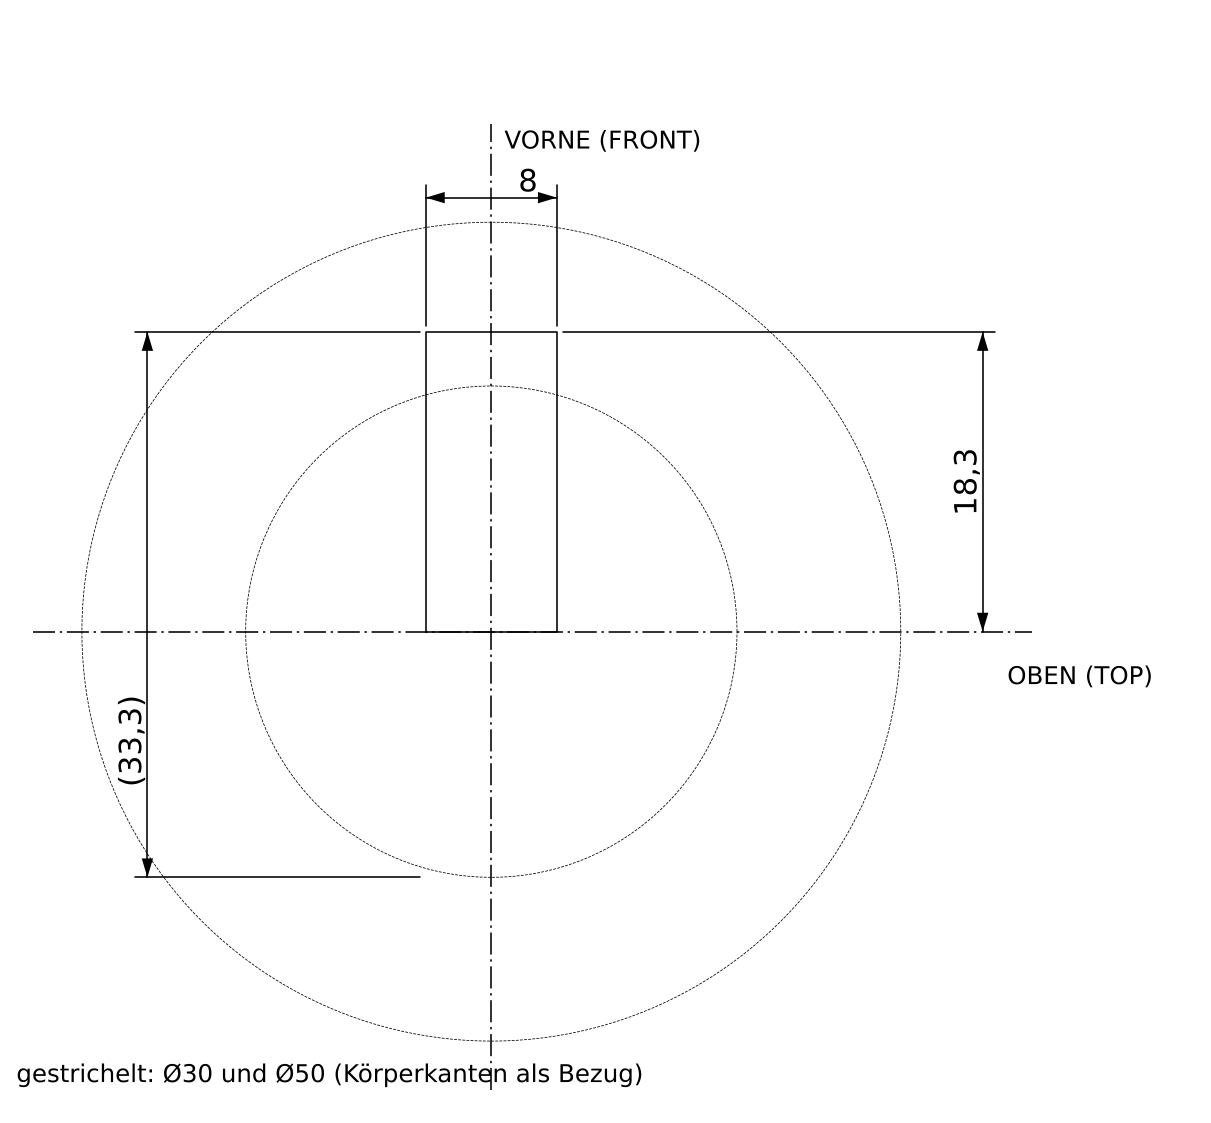 VORNE (FRONT)
8
18,3
OBEN (TOP)
(33,3)
gestrichelt: Ø30 und Ø50 (Körperkanten als Bezug)